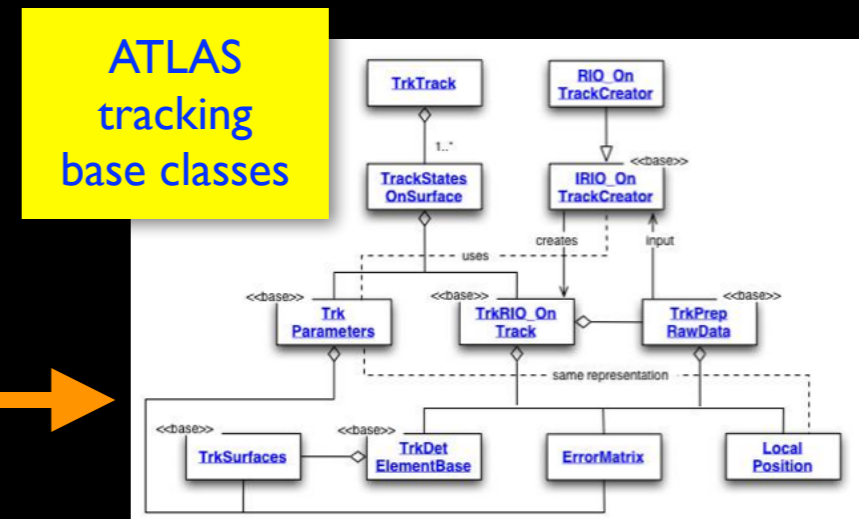 ATLAS
tracking
base classes
TrkTrack
RIO_On
TrackCreator
1..*
<<base>>
TrackStates
OnSurface
IRIO_On
TrackCreator
creates
input
uses
<<base>>
<<base>>
<<base>>
Trk
Parameters
TrkRIO_On
Track
TrkPrep
RawData
same representation
<<base>>
<<base>>
TrkSurfaces
TrkDet
ElementBase
ErrorMatrix
Local
Position